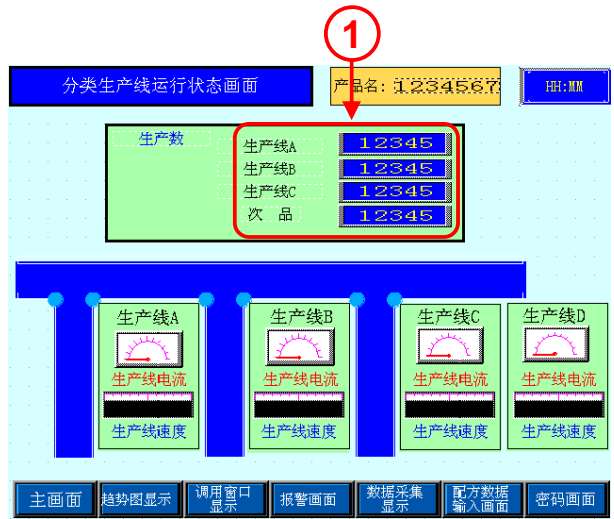 1
分类生产线运行状态画面
产品名: 1234567
HH:MM
生产数
生产线A 12345
生产线B 12345
生产线C 12345
次 品 12345
生产线A 生产线B 生产线C 生产线D
生产线电流 生产线电流 生产线电流 生产线电流
生产线速度 生产线速度 生产线速度 生产线速度
主画面
趋势图显示
调用窗口
显示
报警画面
数据采集
显示
配方数据
输入画面
密码画面